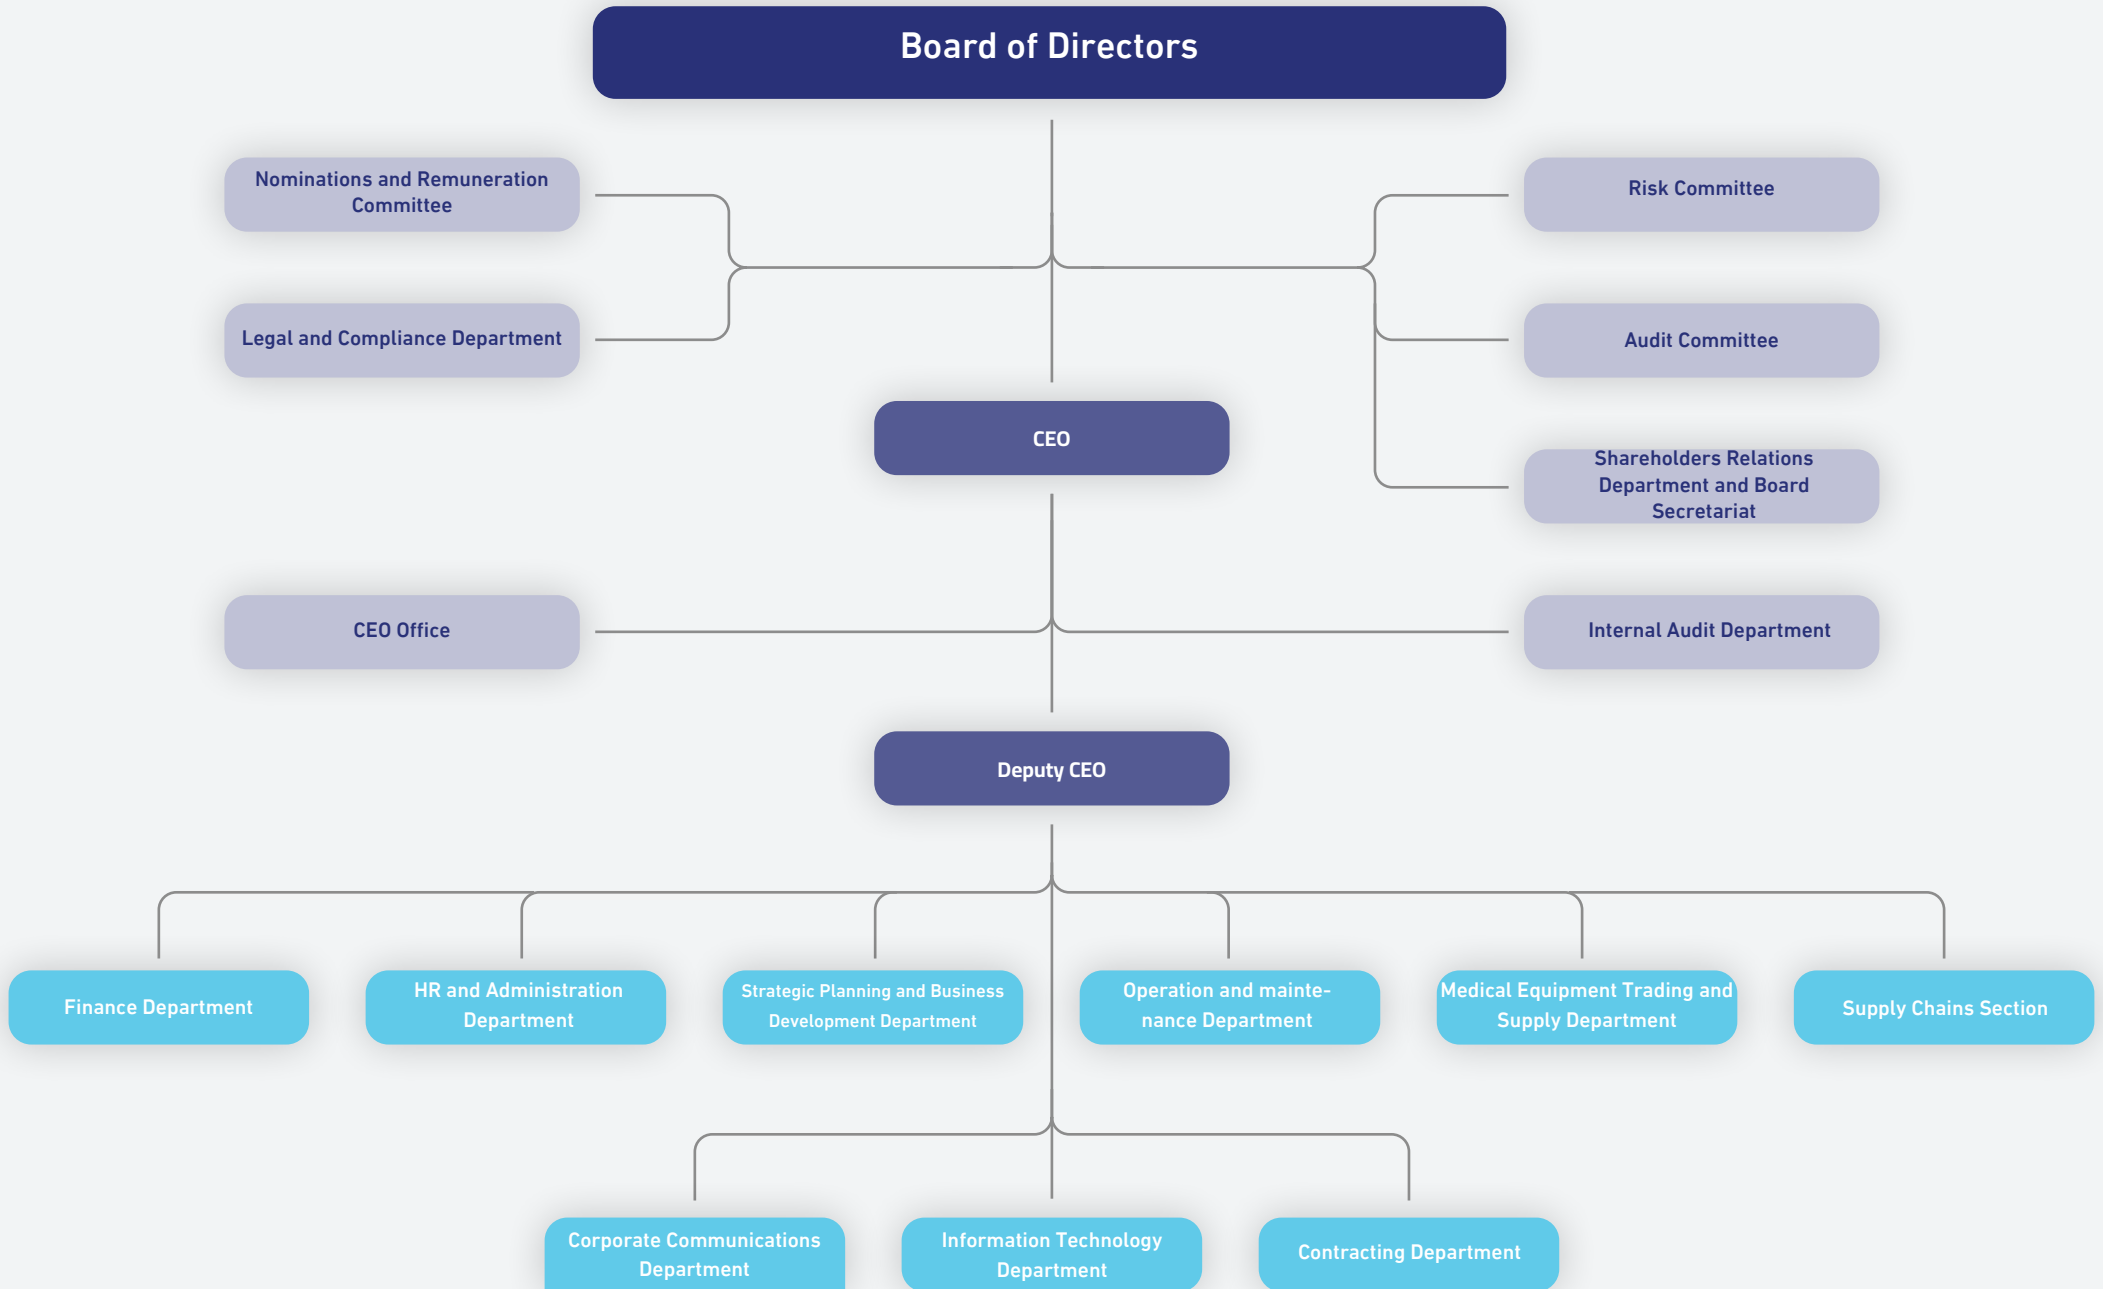 Board of Directors
Nominations and Remuneration
Committee
Risk Committee
Legal and Compliance Department
Audit Committee
CEO
Shareholders Relations
Department and Board
Secretariat
CEO Office
Internal Audit Department
Deputy CEO
Finance Department
HR and Administration
Department
Strategic Planning and Business
Development Department
Operation and mainte-
nance Department
Medical Equipment Trading and
Supply Department
Supply Chains Section
Corporate Communications
Department
Information Technology
Department
Contracting Department